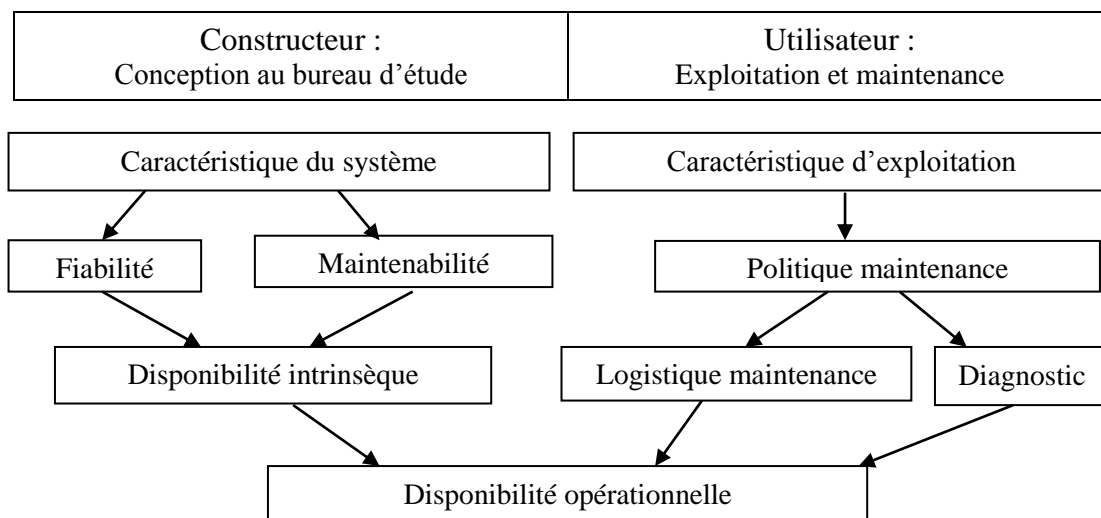 Constructeur :
Conception au bureau d'étude
Utilisateur :
Exploitation et maintenance
Caractéristique du système
Caractéristique d'exploitation
Fiabilité
Maintenabilité
Politique maintenance
Disponibilité intrinsèque
Logistique maintenance
Diagnostic
Disponibilité opérationnelle